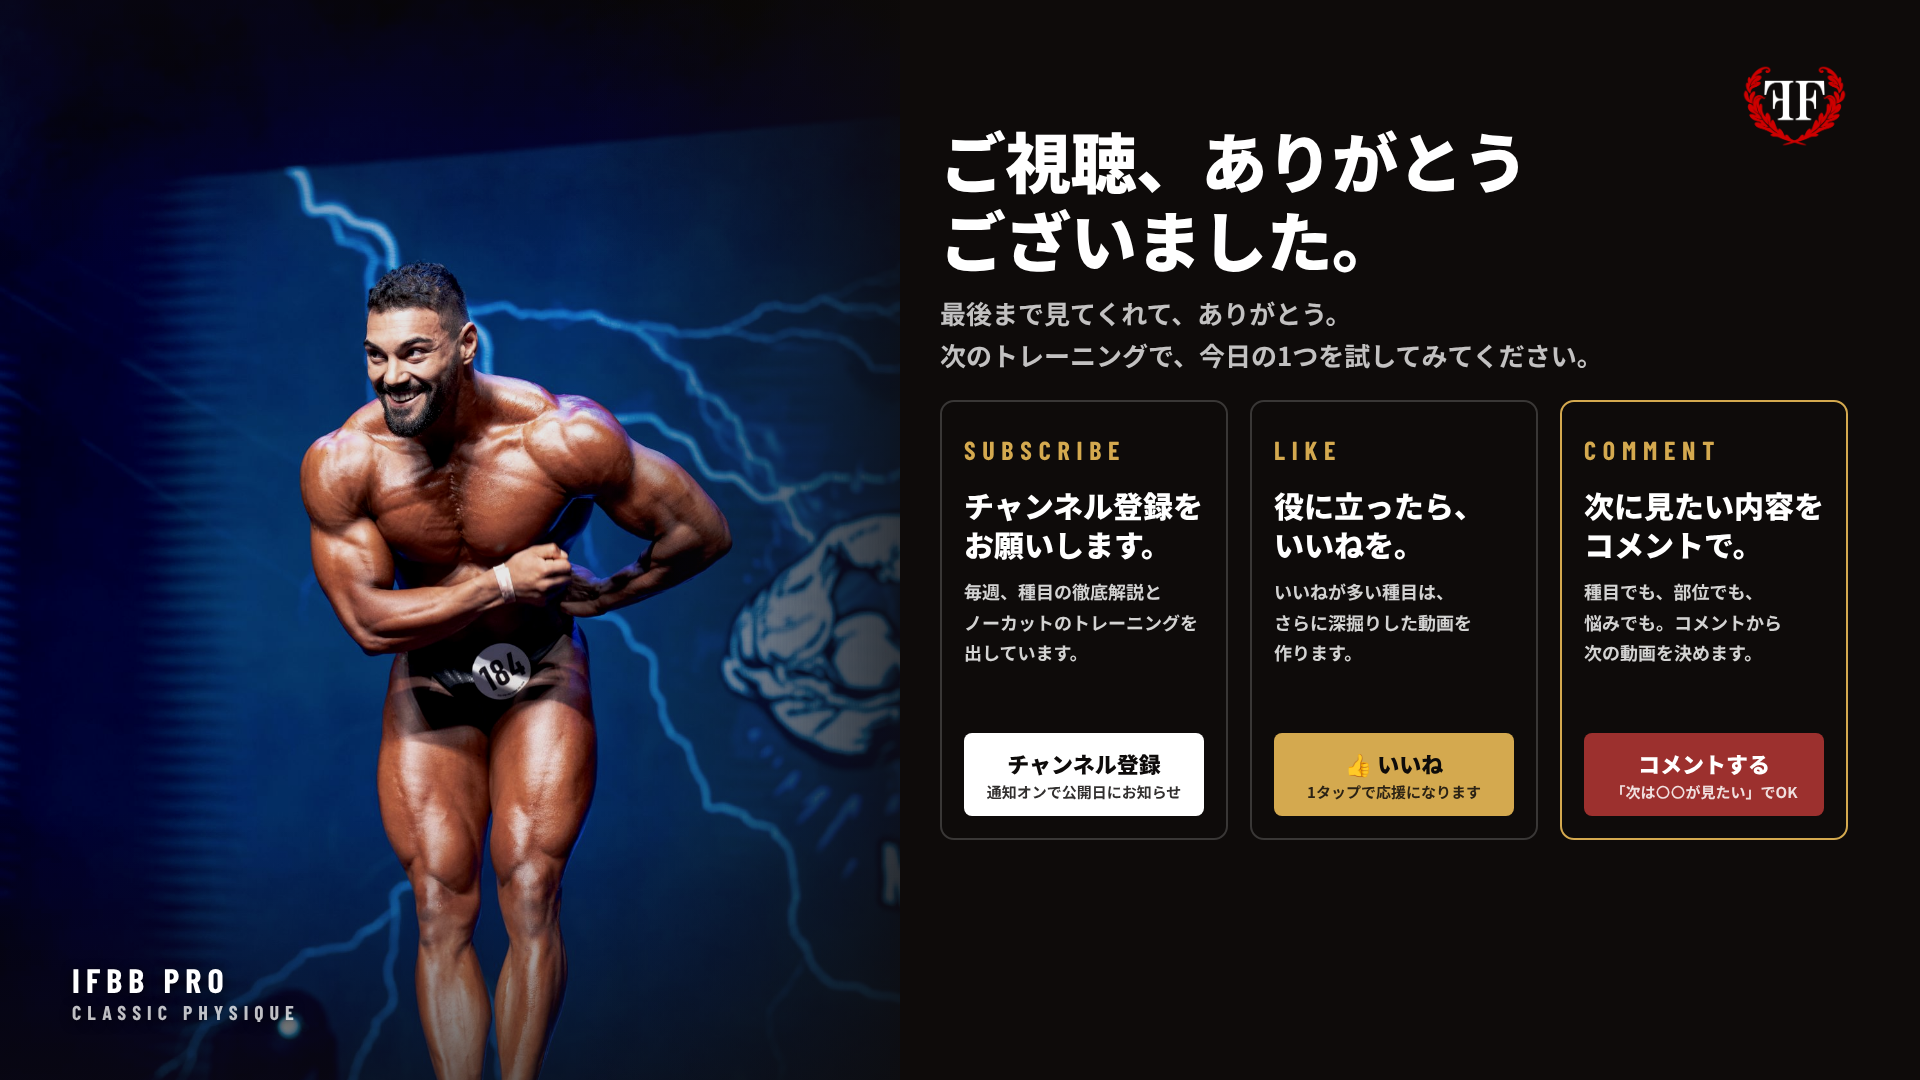 ꟻF
ご視聴、ありがとう
ございました。
最後まで見てくれて、ありがとう。
次のトレーニングで、今日の1つを試してみてください。
SUBSCRIBE
チャンネル登録を
お願いします。
毎週、種目の徹底解説と
ノーカットのトレーニングを
出しています。
チャンネル登録
通知オンで公開日にお知らせ
LIKE
役に立ったら、
いいねを。
いいねが多い種目は、
さらに深掘りした動画を
作ります。
👍 いいね
1タップで応援になります
COMMENT
次に見たい内容を
コメントで。
種目でも、部位でも、
悩みでも。コメントから
次の動画を決めます。
コメントする
「次は〇〇が見たい」でOK
184
IFBB PRO
CLASSIC PHYSIQUE